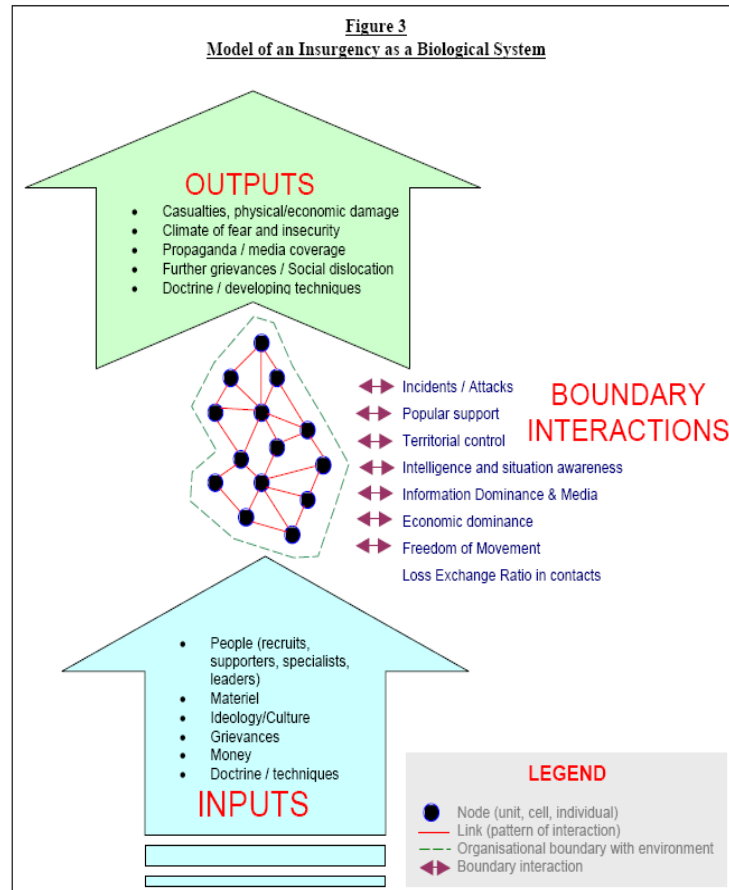 Figure 3
Model of an Insurgency as a Biological System
OUTPUTS
• Casualties, physical/economic damage
• Climate of fear and insecurity
• Propaganda / media coverage
• Further grievances / Social dislocation
• Doctrine / developing techniques
Incidents / Attacks
Popular support
Territorial control
Intelligence and situation awareness
Information Dominance & Media
Economic dominance
Freedom of Movement
Loss Exchange Ratio in contacts
BOUNDARY
INTERACTIONS
• People (recruits,
supporters, specialists,
leaders)
• Materiel
• Ideology/Culture
• Grievances
• Money
• Doctrine / techniques
INPUTS
LEGEND
Node (unit, cell, individual)
Link (pattern of interaction)
Organisational boundary with environment
Boundary interaction